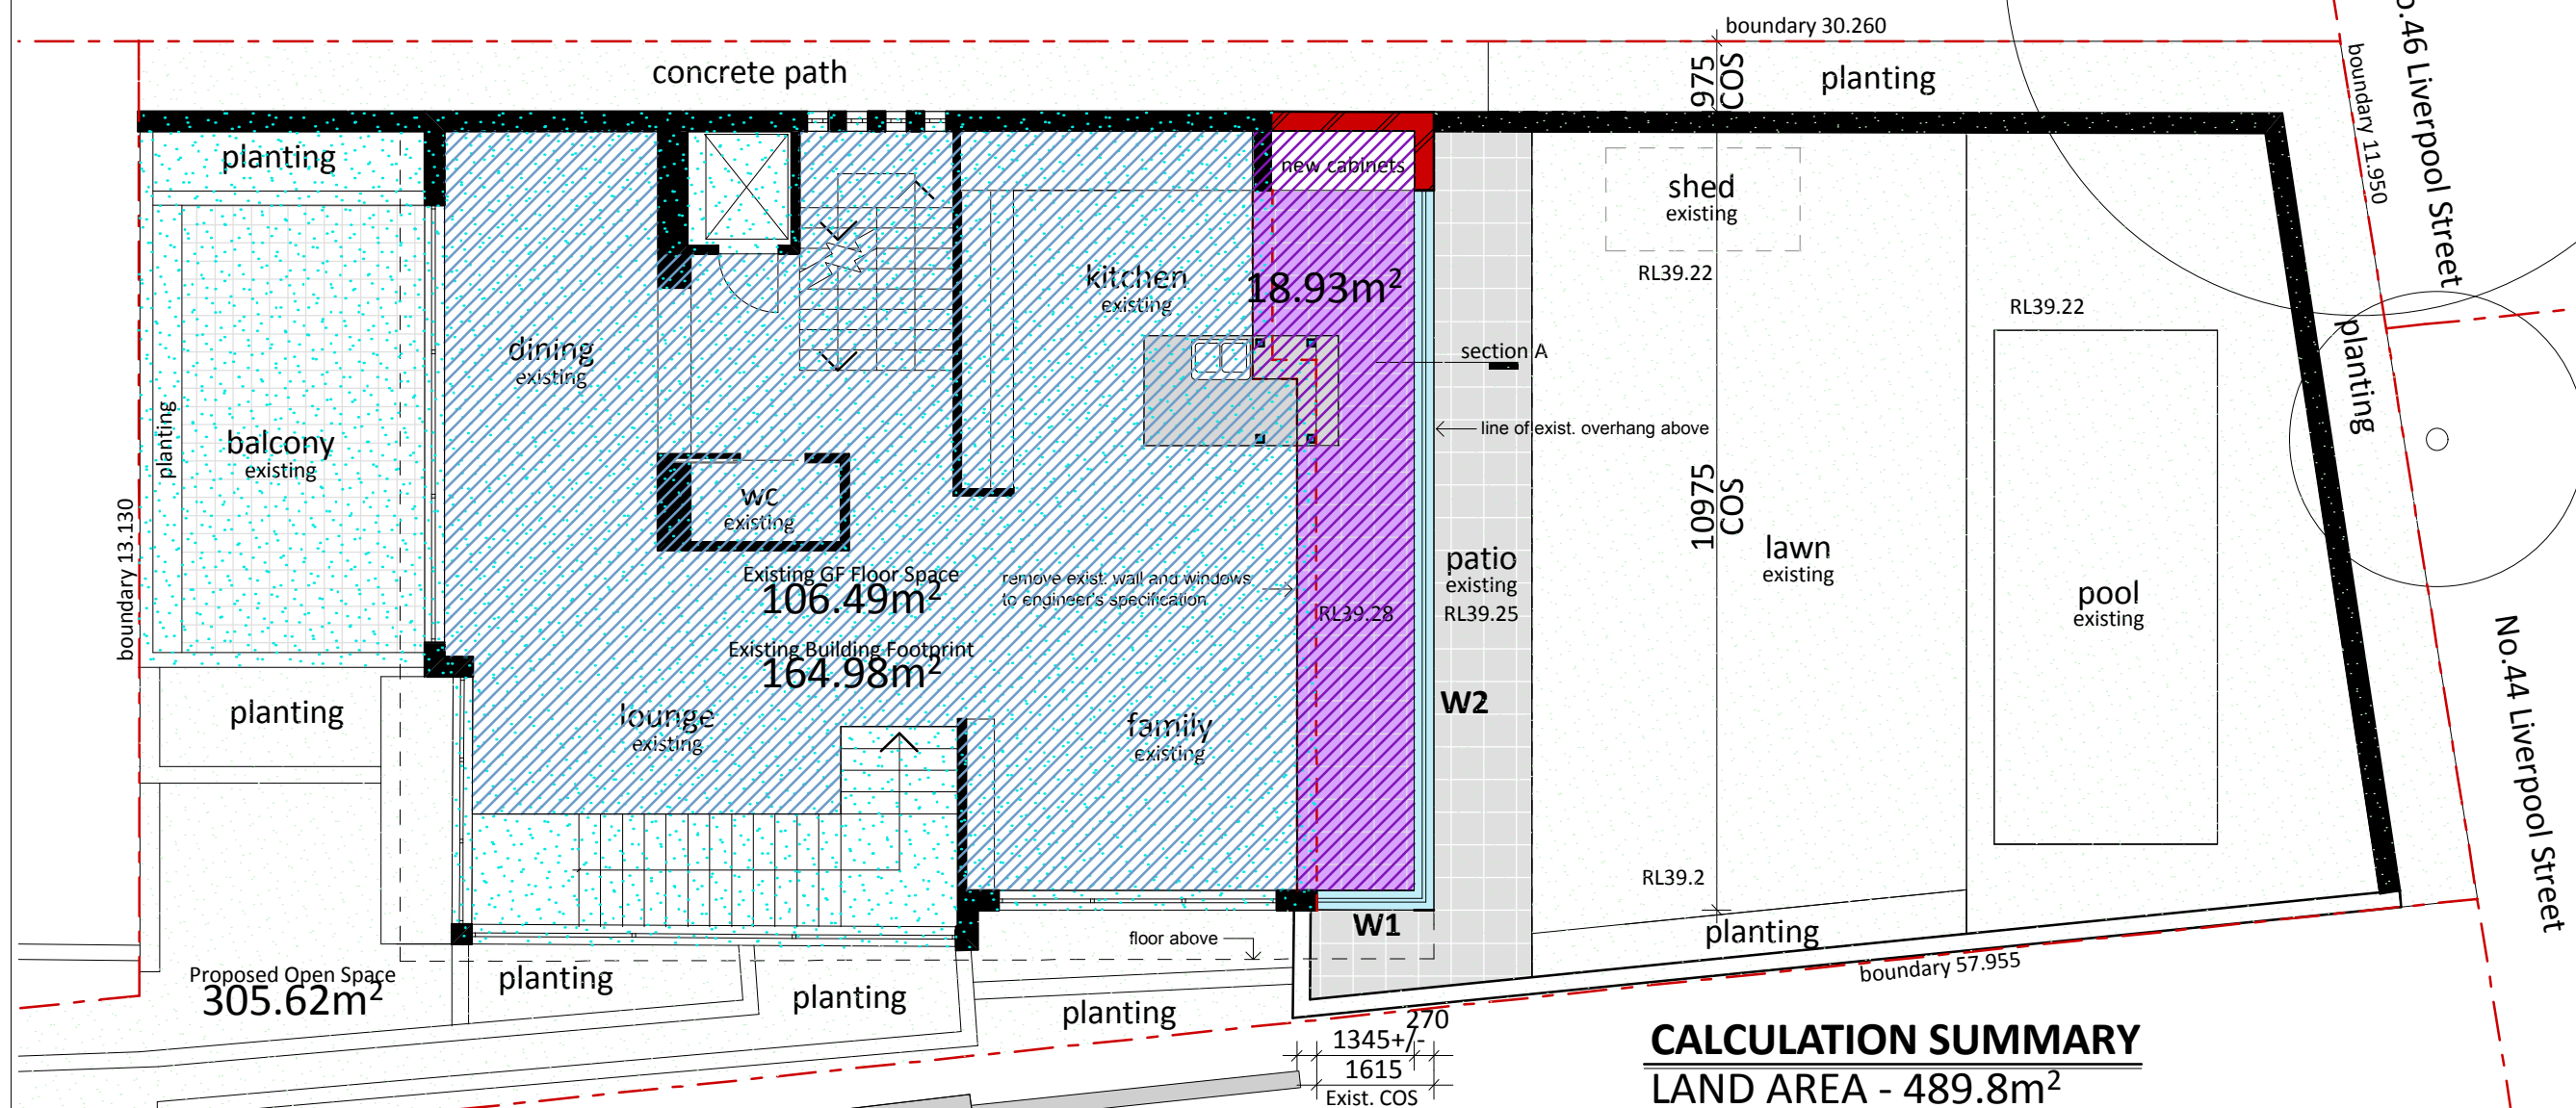 boundary 30.260
No.46 Liverpool Street
concrete path
975
COS
planting
boundary 11.950
planting
new cabinets
shed
existing
kitchen
existing
18.93m²
RL39.22
RL39.22
planting
dining
existing
section A
balcony
existing
planting
line of exist. overhang above
boundary 13.130
wc
existing
10975
COS
patio
existing
RL39.25
lawn
existing
pool
existing
Existing GF Floor Space
106.49m²
remove exist. wall and windows
to engineer's specification
RL39.28
Existing Building Footprint
164.98m²
No.44 Liverpool Street
planting
lounge
existing
family
existing
W2
RL39.2
W1
planting
floor above
boundary 57.955
Proposed Open Space
305.62m²
planting
planting
planting
270
1345+/-
1615
Exist. COS
CALCULATION SUMMARY
LAND AREA - 489.8m²